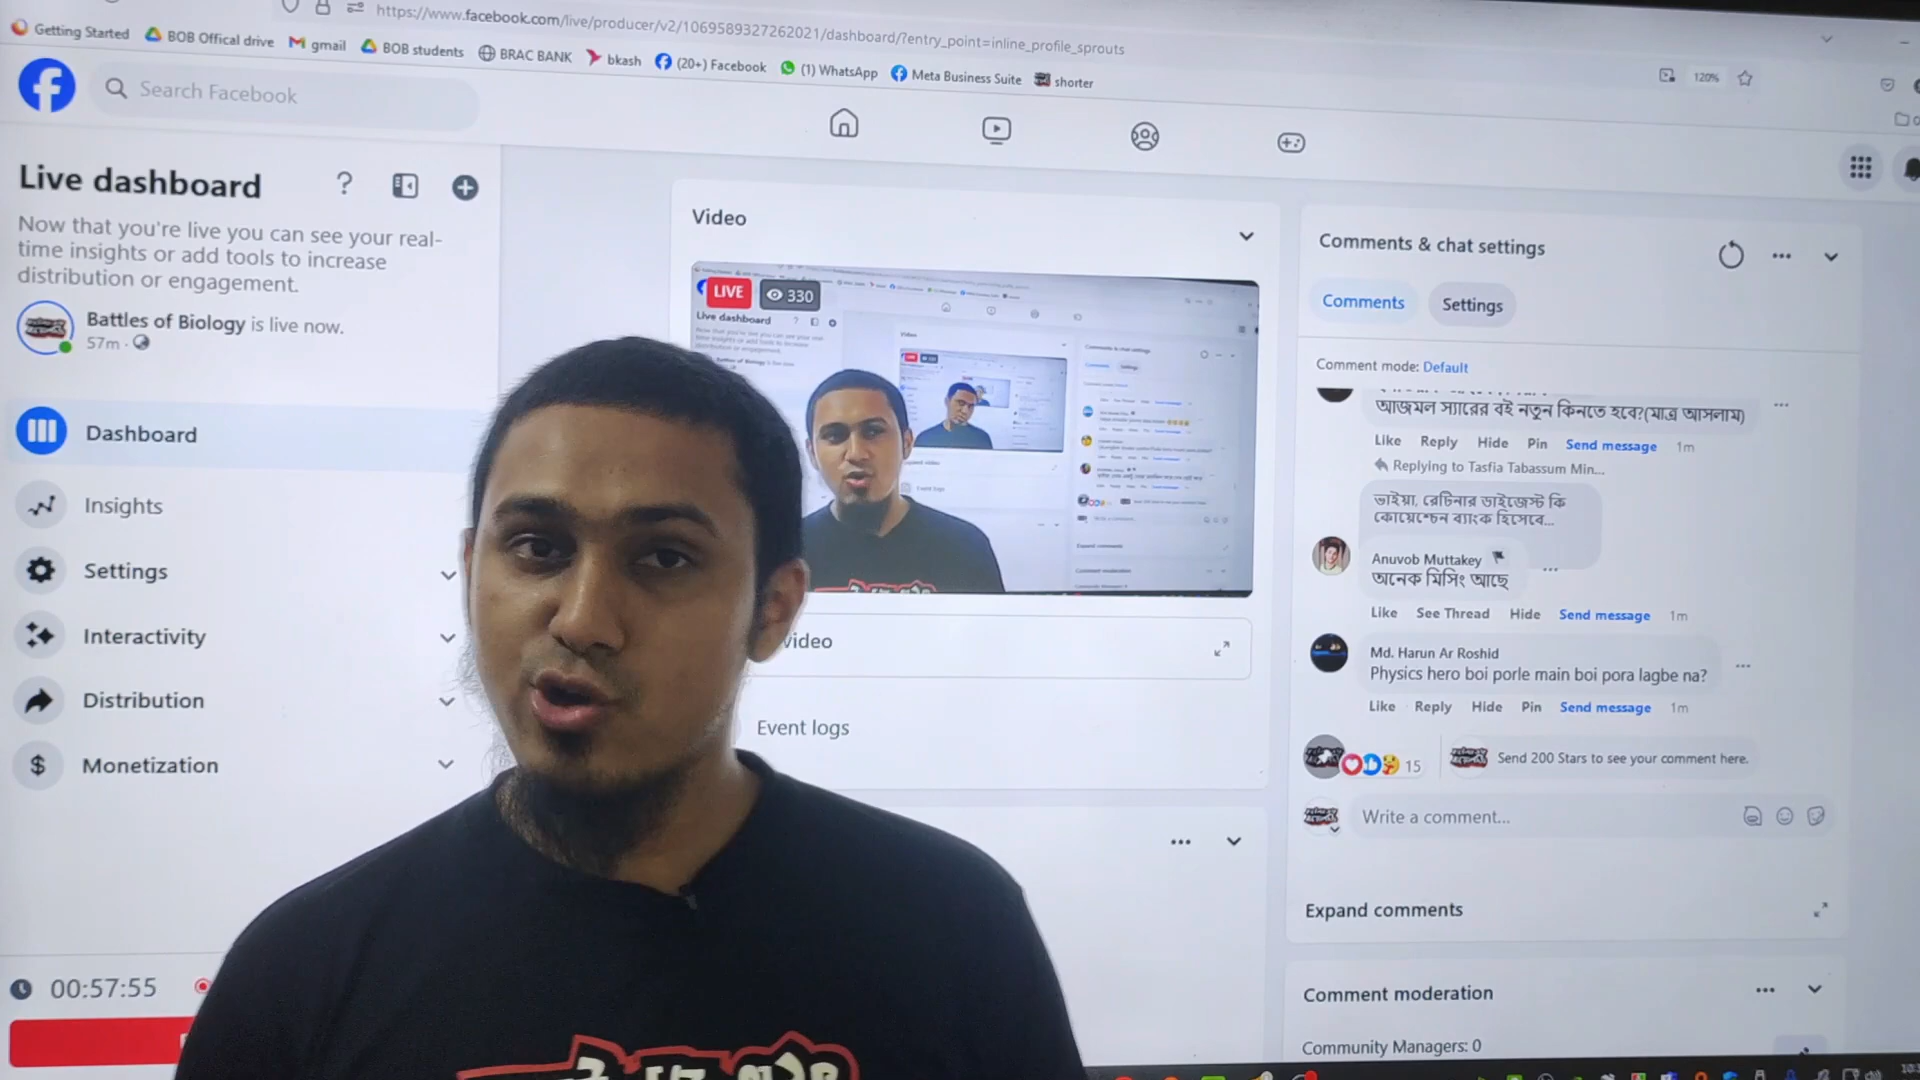 https://www.facebook.com/live/producer/v2/1069589327262021/dashboard/?entry_point=inline_profile_sprouts
Getting Started
BOB Offical drive
gmail
BOB students
BRAC BANK
bkash
(20+) Facebook
(1) WhatsApp
Meta Business Suite
shorter
120%
Search Facebook
Live dashboard
Now that you're live you can see your real-
time insights or add tools to increase
distribution or engagement.
Battles of Biology is live now.
57m
Dashboard
Insights
Settings
Interactivity
Distribution
Monetization
00:57:55
Video
LIVE
330
Live dashboard
video
Event logs
Comments & chat settings
Comments
Settings
Comment mode: Default
আজমল স্যারের বই নতুন কিনতে হবে?(মাত্র আসলাম)
Like Reply Hide Pin Send message 1m
Replying to Tasfia Tabassum Min...
ভাইয়া, রেটিনার ডাইজেস্ট কি
কোয়েশ্চেন ব্যাংক হিসেবে...
Anuvob Muttakey
অনেক মিসিং আছে
Like See Thread Hide Send message 1m
Md. Harun Ar Roshid
Physics hero boi porle main boi pora lagbe na?
Like Reply Hide Pin Send message 1m
15
Send 200 Stars to see your comment here.
Write a comment...
Expand comments
Comment moderation
Community Managers: 0